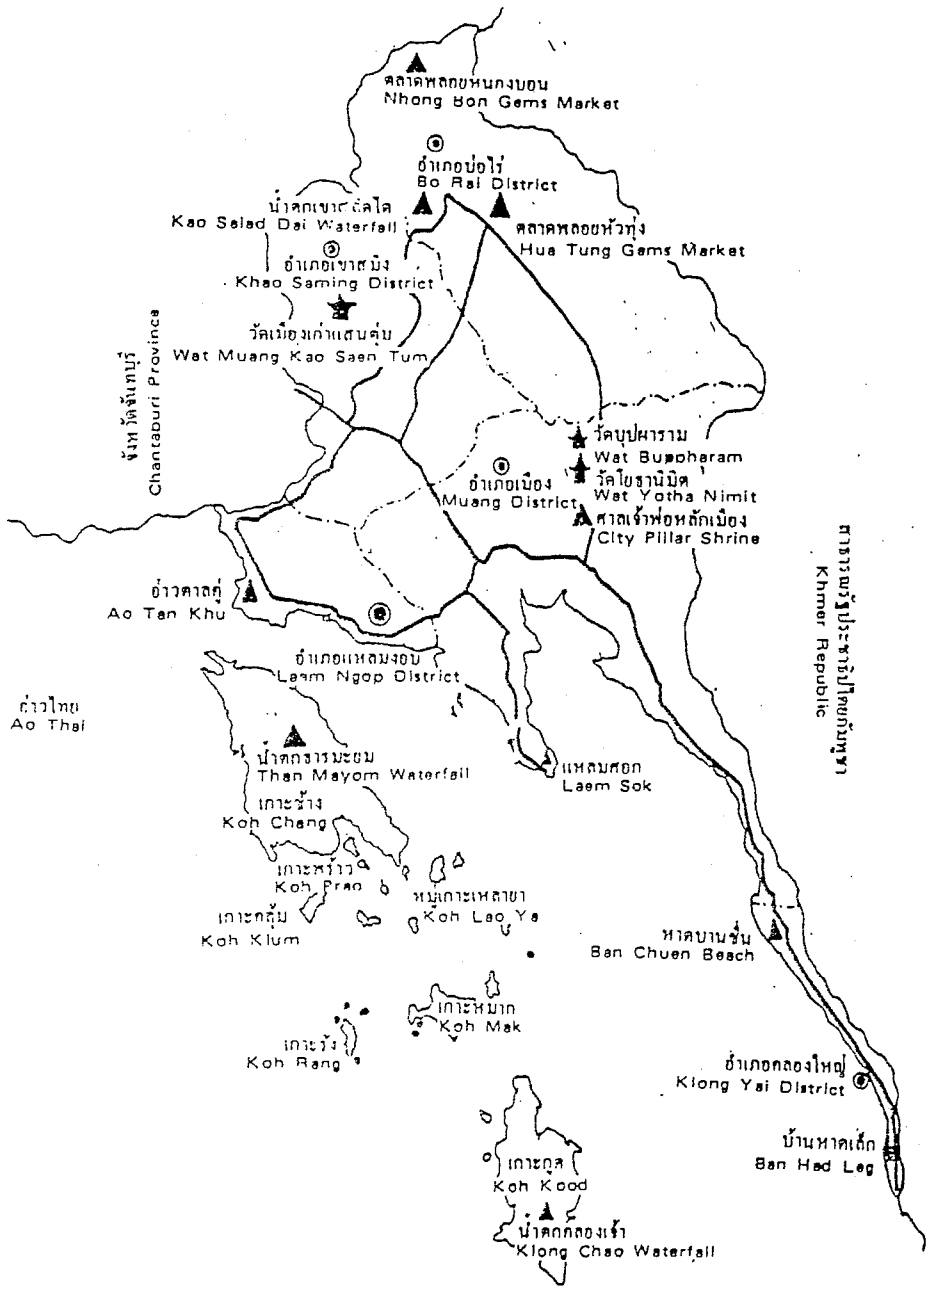 ตลาดพลอยหนองบอน
Nhong Bon Gems Market
อำเภอบ่อไร่
Bo Rai District
น้ำตกเขาสลัดได
Kao Salad Dai Waterfall
ตลาดพลอยหัวทุ่ง
Hua Tung Gems Market
อำเภอเขาสมิง
Khao Saming District
วัดเมืองเก่าแสนตุ่ม
Wat Muang Kao Saen Tum
จังหวัดจันทบุรี
Chantaburi Province
วัดบุปผาราม
Wat Buppharam
วัดโยธานิมิต
Wat Yotha Nimit
อำเภอเมือง
Muang District
ศาลเจ้าพ่อหลักเมือง
City Pillar Shrine
สาธารณรัฐประชาธิปไตยกัมพูชา
Khmer Republic
อ่าวตาลคู่
Ao Tan Khu
อำเภอแหลมงอบ
Laem Ngop District
อ่าวไทย
Ao Thai
น้ำตกธารมะยม
Than Mayom Waterfall
แหลมศอก
Laem Sok
เกาะช้าง
Koh Chang
เกาะพร้าว
Koh Prao
หมู่เกาะเหลายา
Koh Lao Ya
เกาะคลุ้ม
Koh Klum
หาดบานชื่น
Ban Chuen Beach
เกาะหมาก
Koh Mak
เกาะรัง
Koh Rang
อำเภอคลองใหญ่
Klong Yai District
บ้านหาดเล็ก
Ban Had Leg
เกาะกูด
Koh Kood
น้ำตกคลองเจ้า
Klong Chao Waterfall